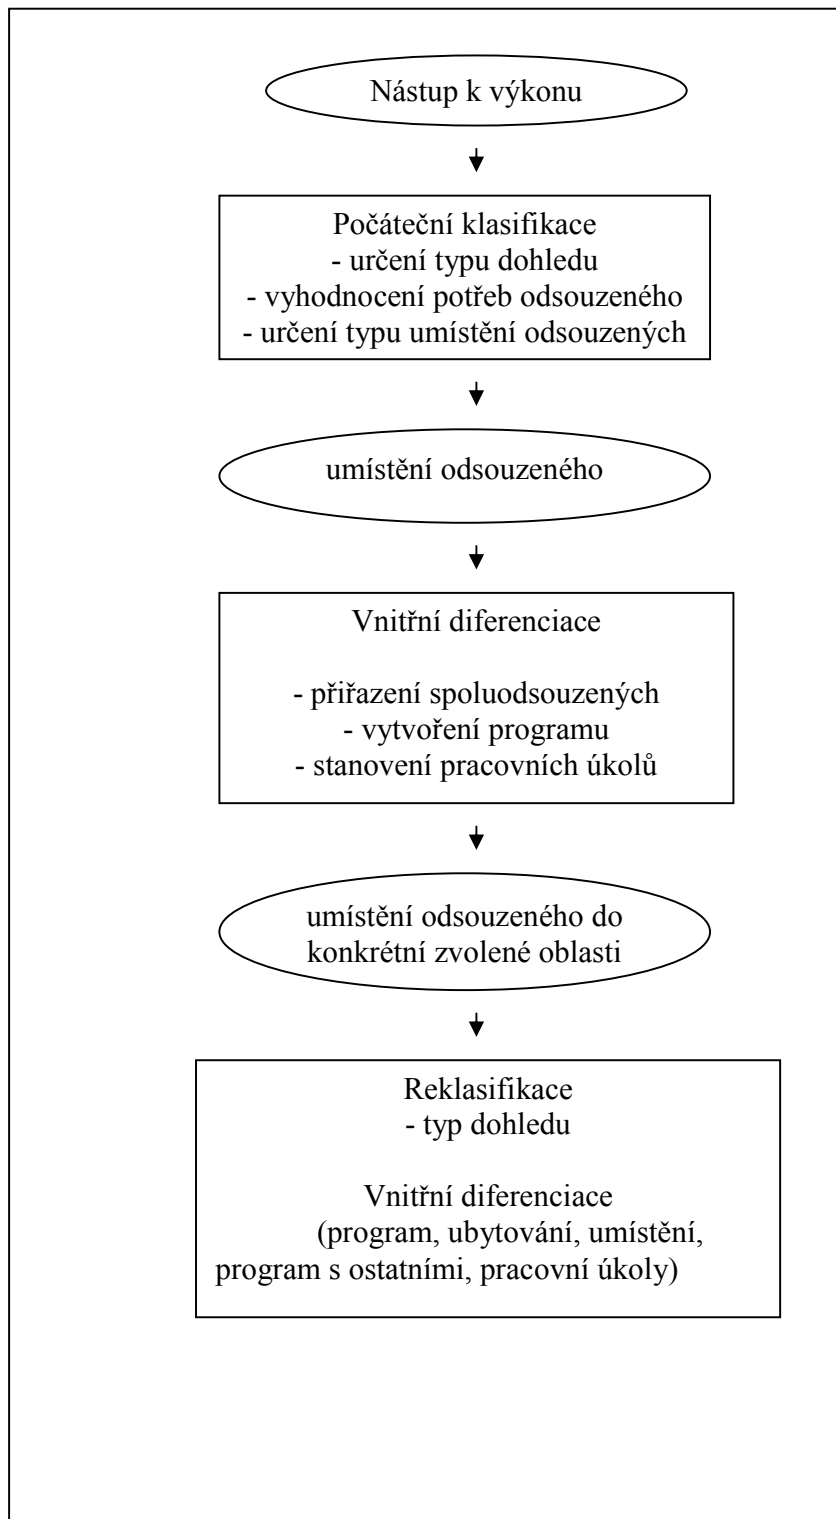 Nástup k výkonu
Počáteční klasifikace
- určení typu dohledu
- vyhodnocení potřeb odsouzeného
- určení typu umístění odsouzených
umístění odsouzeného
Vnitřní diferenciace
- přiřazení spoluodsouzených
- vytvoření programu
- stanovení pracovních úkolů
umístění odsouzeného do
konkrétní zvolené oblasti
Reklasifikace
- typ dohledu
Vnitřní diferenciace
(program, ubytování, umístění,
program s ostatními, pracovní úkoly)